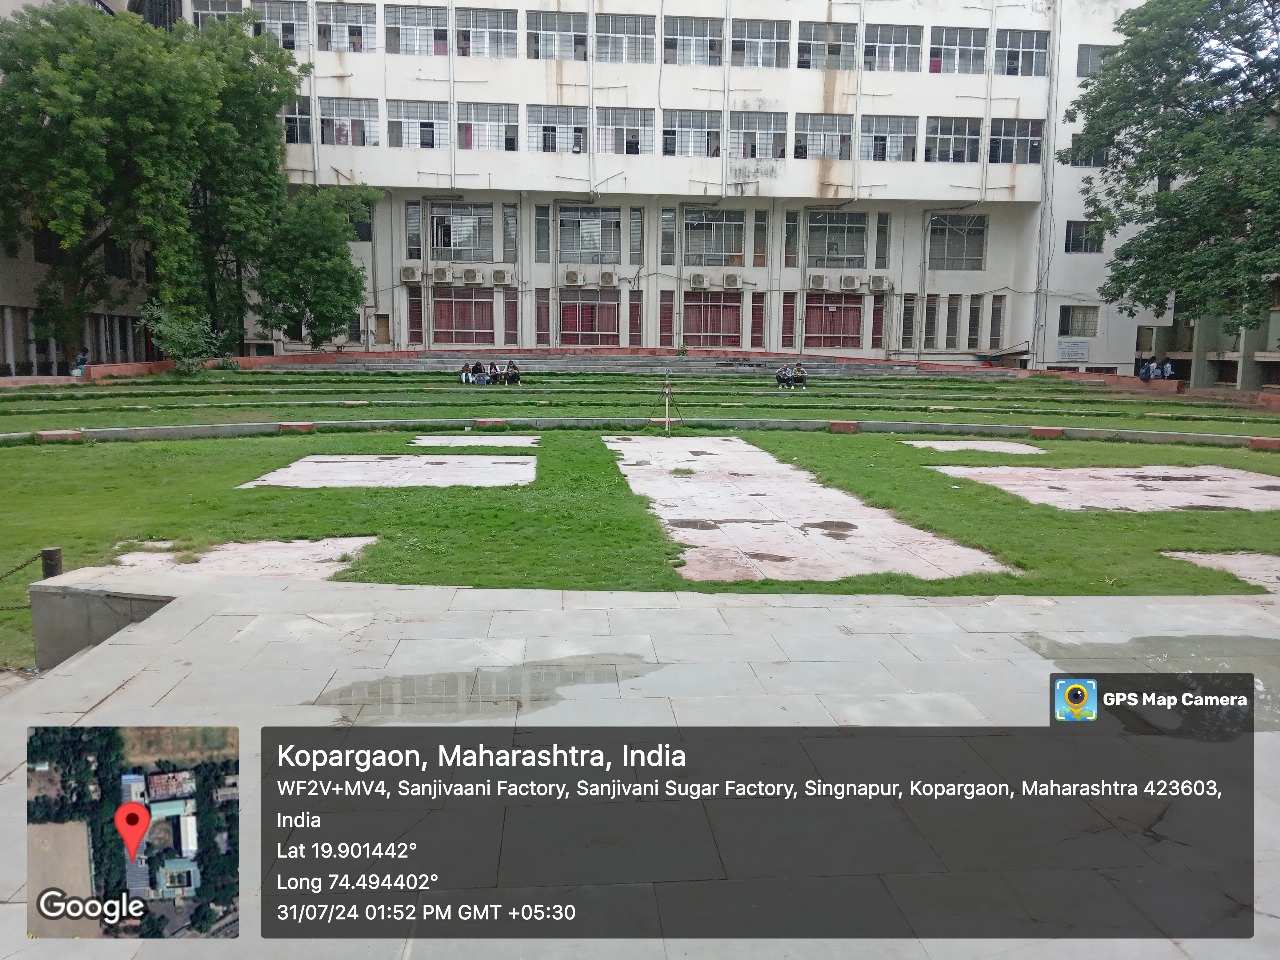 GPS Map Camera
Kopargaon, Maharashtra, India
WF2V+MV4, Sanjivaani Factory, Sanjivani Sugar Factory, Singnapur, Kopargaon, Maharashtra 423603,
India
Lat 19.901442°
Long 74.494402°
31/07/24 01:52 PM GMT +05:30
Google